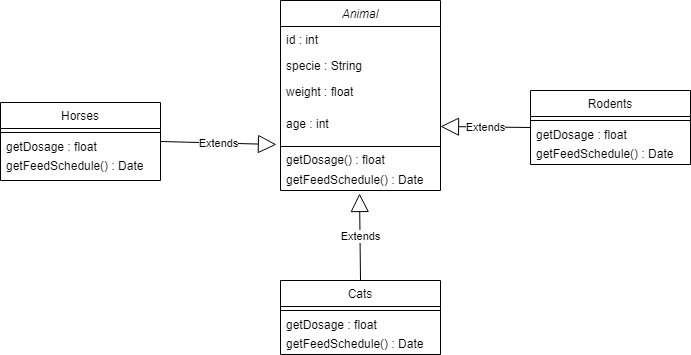 Animal
id : int
specie : String
weight : float
age : int
getDosage() : float
getFeedSchedule() : Date
Horses
getDosage : float
getFeedSchedule() : Date
Extends
Rodents
getDosage : float
getFeedSchedule() : Date
Extends
Extends
Cats
getDosage : float
getFeedSchedule() : Date